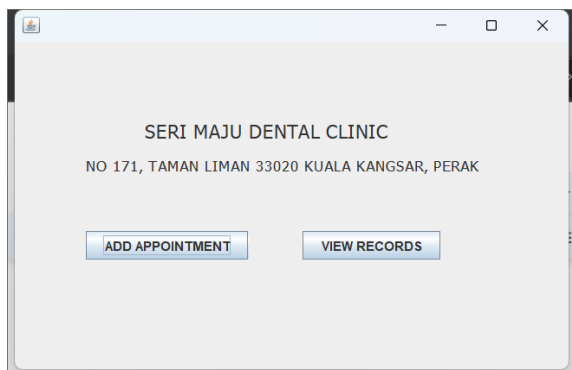 SERI MAJU DENTAL CLINIC
NO 171, TAMAN LIMAN 33020 KUALA KANGSAR, PERAK
ADD APPOINTMENT VIEW RECORDS